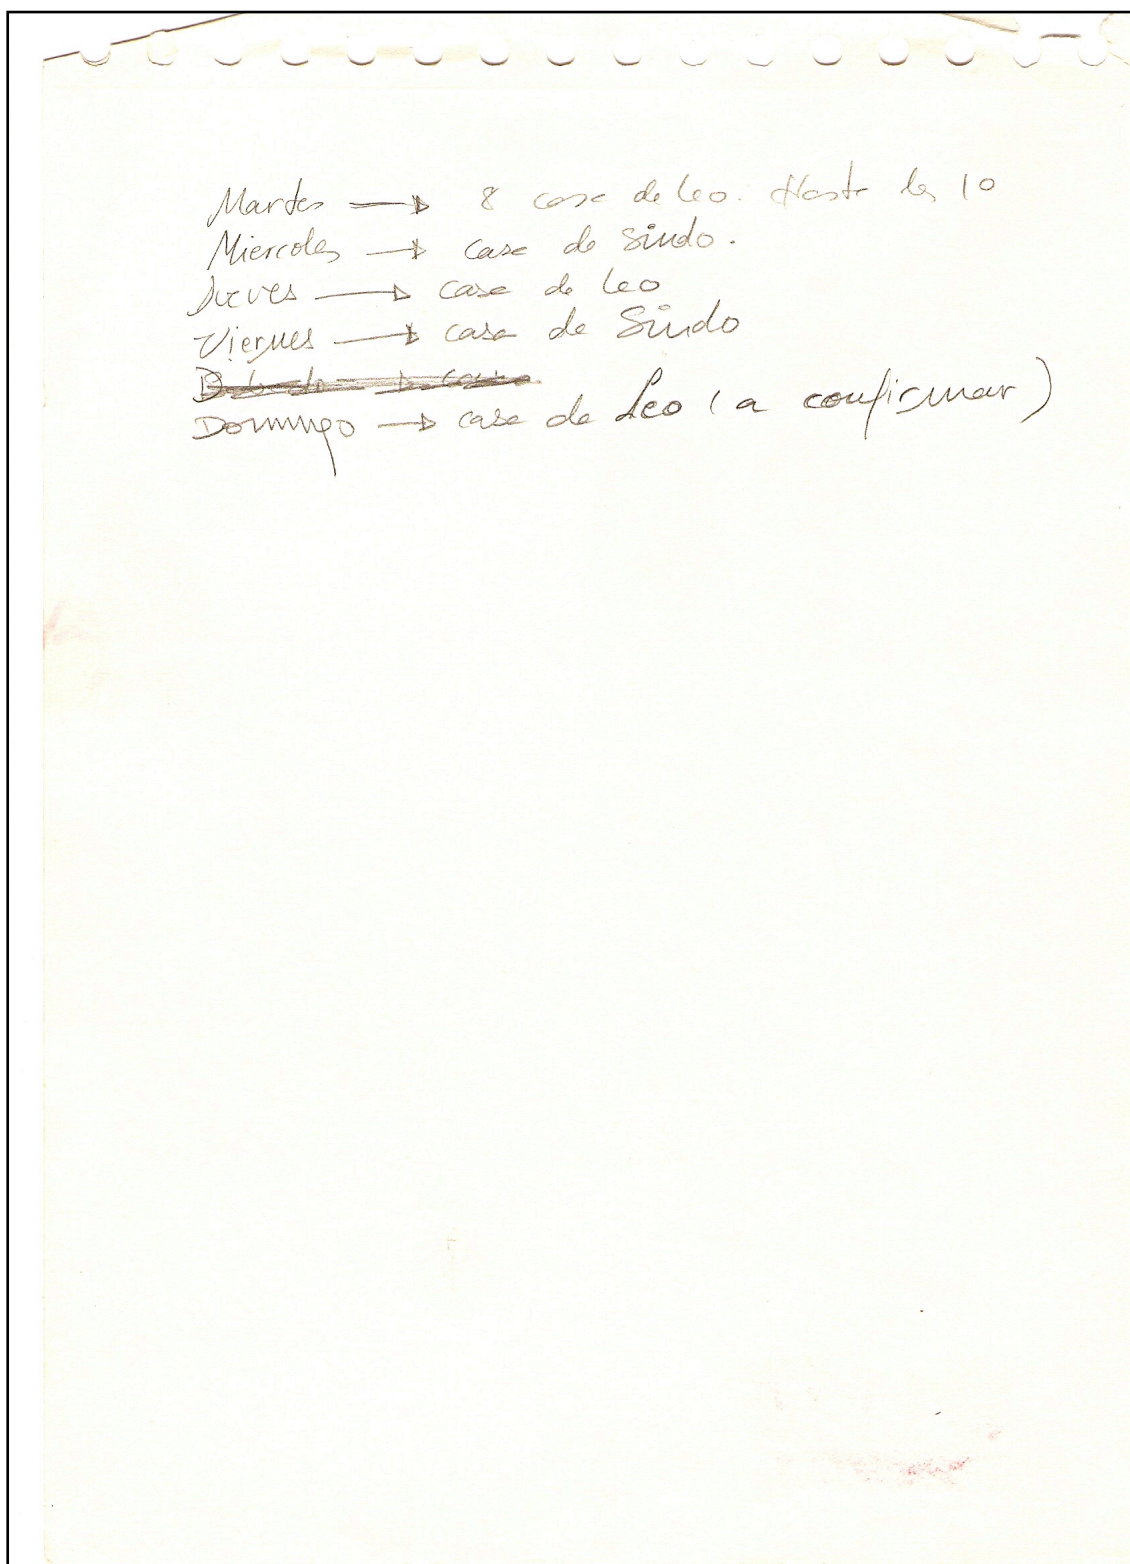 Martes → 8 casa de Leo. Hasta las 10
Miercoles → casa de Sindo.
Jueves → casa de Leo
Viernes → casa de Sindo
Domingo → casa de Leo (a confirmar)